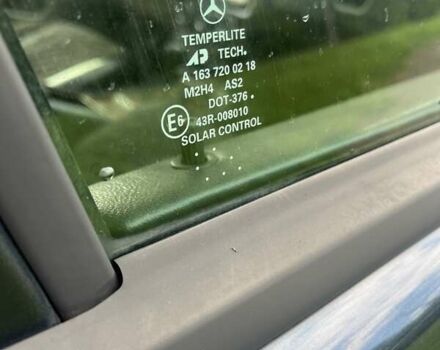 TEMPERLITE
AP TECH.
A 163 720 02 18
M2H4 AS2
DOT-376
E6 43R-008010
SOLAR CONTROL